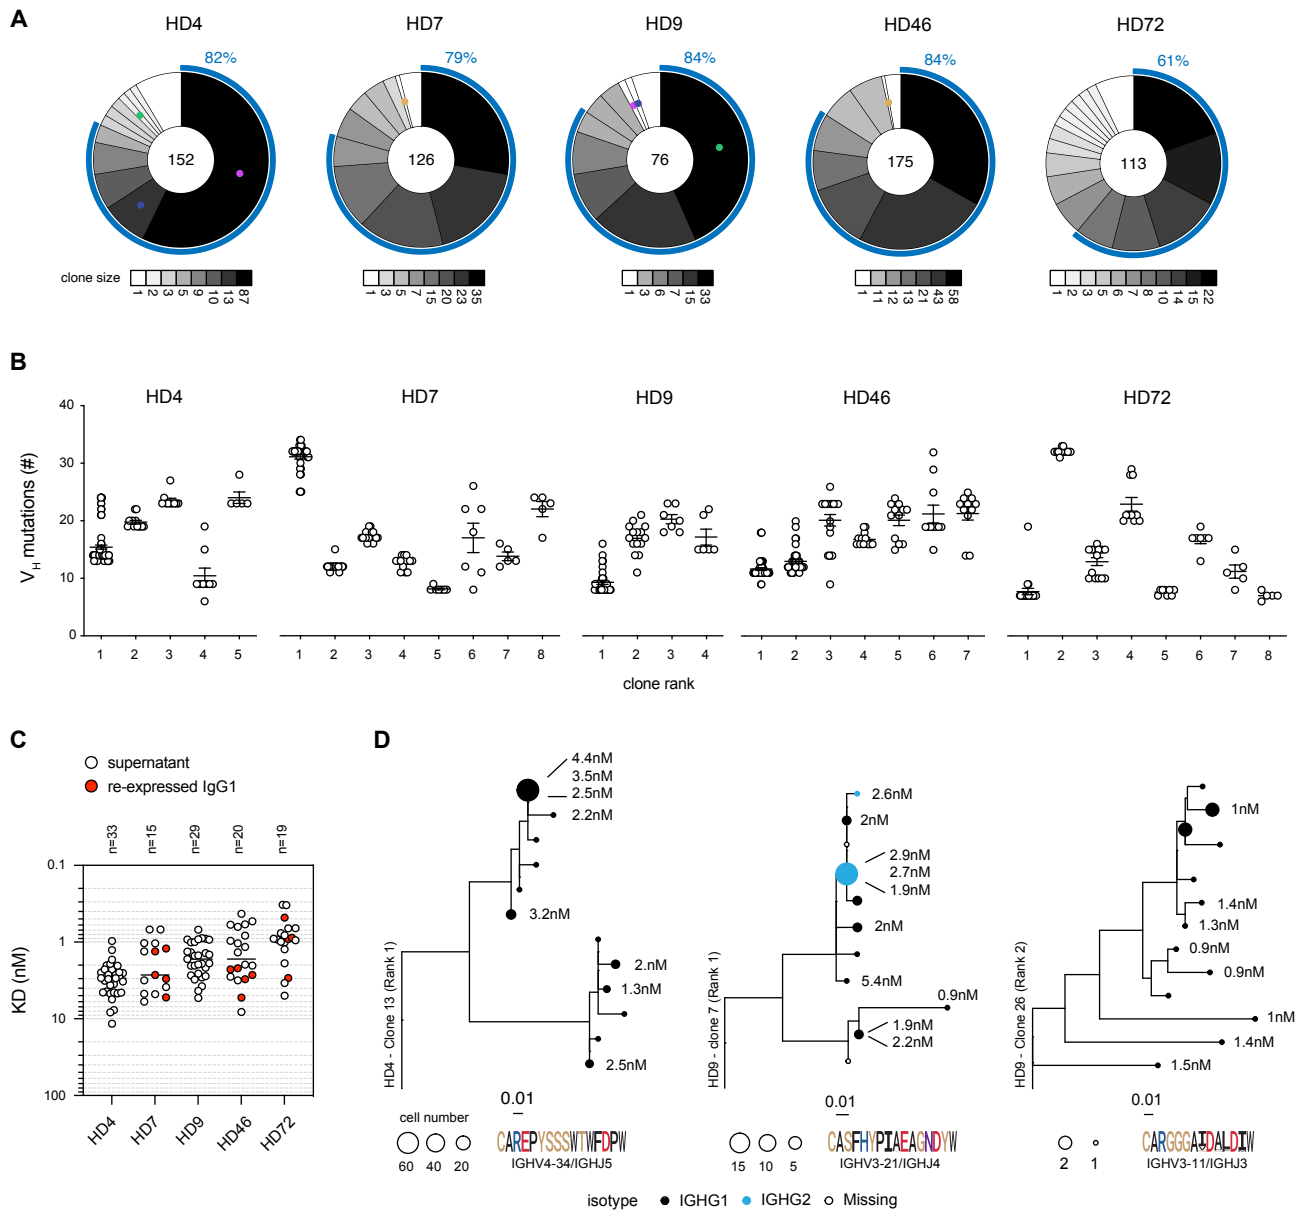 A
HD4
HD7
HD9
HD46
HD72
82%
79%
84%
84%
61%
152
126
76
175
113
clone size
1 2 3 5 9 10 13 87
1 3 5 7 15 20 23 35
1 3 6 7 15 33
1 11 12 13 21 43 58
1 2 3 5 6 7 8 10 14 15 22
B
HD4
HD7
HD9
HD46
HD72
VH mutations (#)
40
30
20
10
0
1 2 3 4 5
1 2 3 4 5 6 7 8
1 2 3 4
1 2 3 4 5 6 7
1 2 3 4 5 6 7 8
clone rank
C
supernatant
re-expressed IgG1
n=33
n=15
n=29
n=20
n=19
KD (nM)
0.1
1
10
100
HD4
HD7
HD9
HD46
HD72
D
HD4 - Clone 13 (Rank 1)
4.4nM
3.5nM
2.5nM
2.2nM
3.2nM
2.nM
1.3nM
2.5nM
0.01
cell number
60 40 20
CAREPYSSSWTWFDPW
IGHV4-34/IGHJ5
HD9 - clone 7 (Rank 1)
2.6nM
2nM
2.9nM
2.7nM
1.9nM
2nM
5.4nM
0.9nM
1.9nM
2.2nM
0.01
15 10 5
CASFHYPIAEAGNDYW
IGHV3-21/IGHJ4
HD9 - Clone 26 (Rank 2)
1nM
1.4nM
1.3nM
0.9nM
0.9nM
1nM
1.4nM
1.5nM
0.01
2 1
CARGGGAIDALDIW
IGHV3-11/IGHJ3
isotype IGHG1 IGHG2 Missing